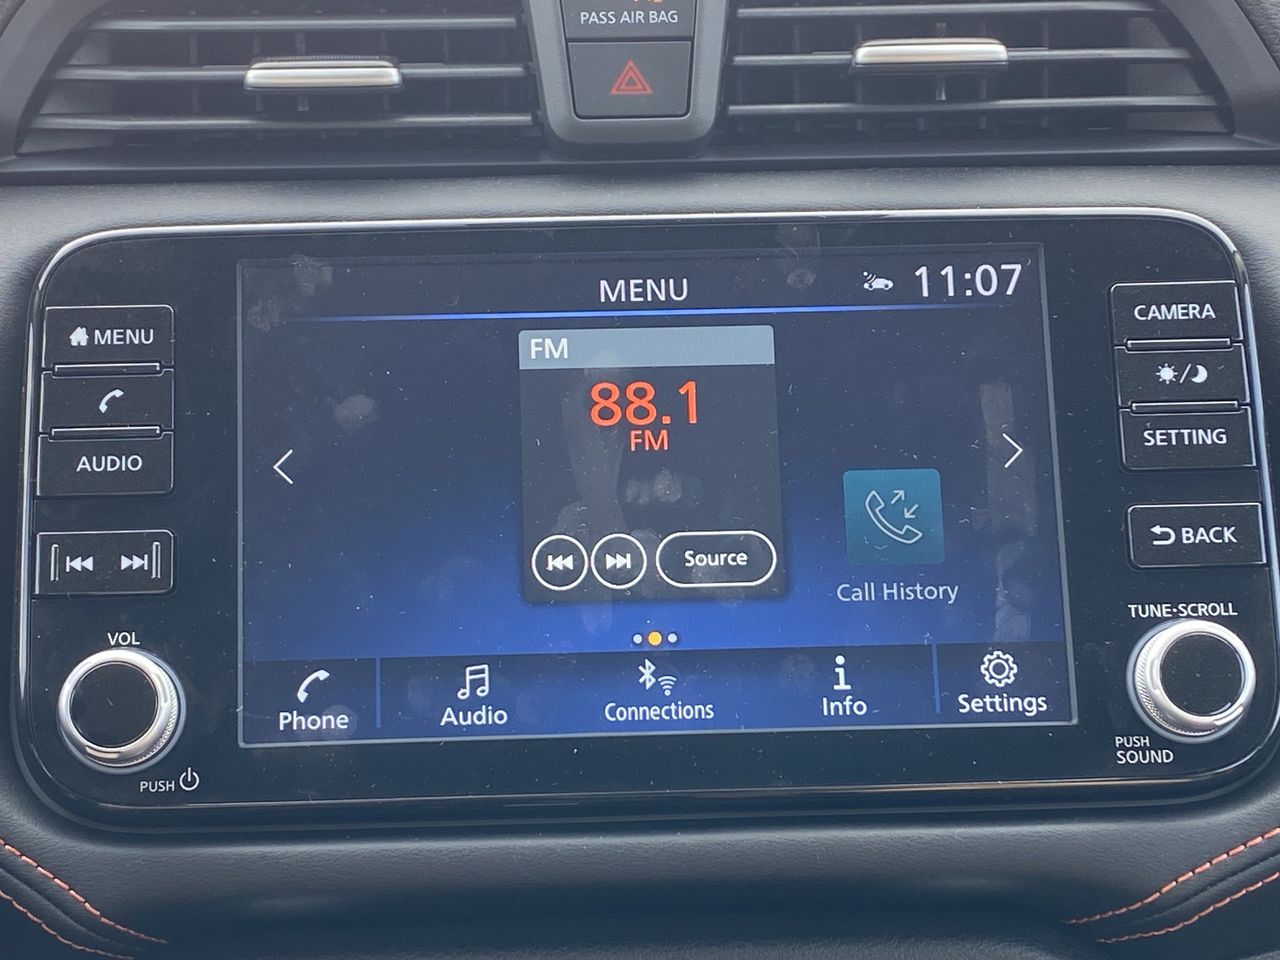 PASS AIR BAG
MENU
11:07
MENU
AUDIO
FM
88.1
FM
Source
Call History
Phone
Audio
Connections
Info
Settings
CAMERA
SETTING
BACK
VOL
PUSH
TUNE•SCROLL
PUSH
SOUND